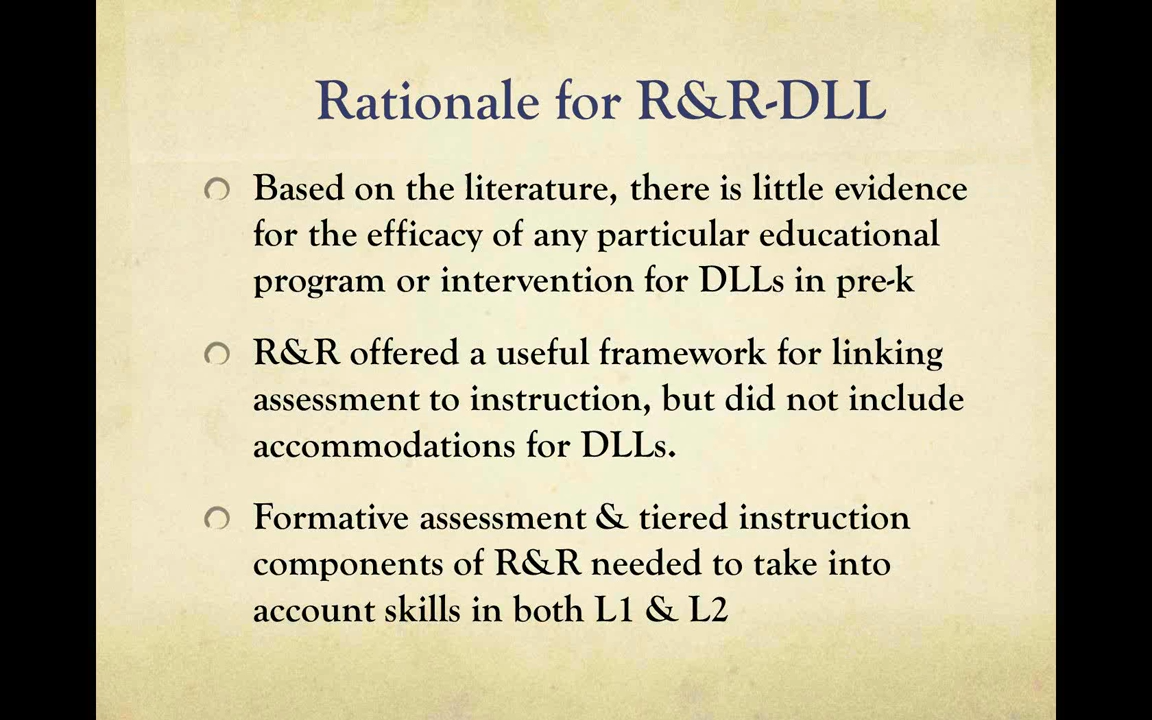 Rationale for R&R-DLL
Based on the literature, there is little evidence
for the efficacy of any particular educational
program or intervention for DLLs in pre-k
R&R offered a useful framework for linking
assessment to instruction, but did not include
accommodations for DLLs.
Formative assessment & tiered instruction
components of R&R needed to take into
account skills in both L1 & L2